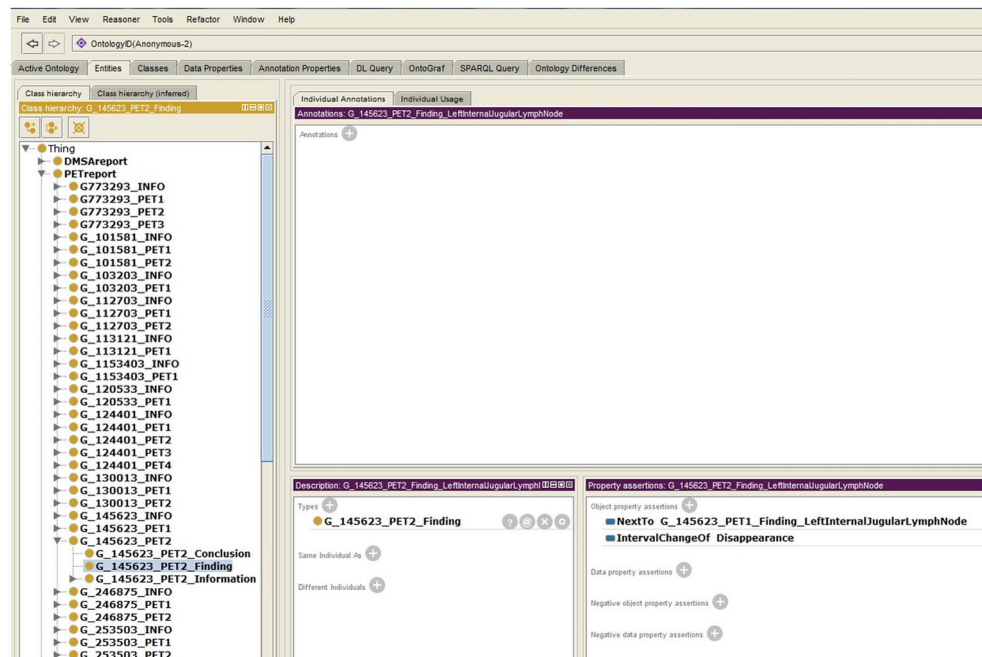 File Edit View Reasoner Tools Refactor Window Help
OntologyID(Anonymous-2)
Active Ontology Entities Classes Data Properties Annotation Properties DL Query OntoGraf SPARQL Query Ontology Differences
Class hierarchy Class hierarchy (inferred)
Class hierarchy: G_145623_PET2_Finding
Thing
DMSAreport
PETreport
G773293_INFO
G773293_PET1
G773293_PET2
G773293_PET3
G_101581_INFO
G_101581_PET1
G_101581_PET2
G_103203_INFO
G_103203_PET1
G_112703_INFO
G_112703_PET1
G_112703_PET2
G_113121_INFO
G_113121_PET1
G_1153403_INFO
G_1153403_PET1
G_120533_INFO
G_120533_PET1
G_124401_INFO
G_124401_PET1
G_124401_PET2
G_124401_PET3
G_124401_PET4
G_130013_INFO
G_130013_PET1
G_130013_PET2
G_145623_INFO
G_145623_PET1
G_145623_PET2
G_145623_PET2_Conclusion
G_145623_PET2_Finding
G_145623_PET2_Information
G_246875_INFO
G_246875_PET1
G_246875_PET2
G_253503_INFO
G_253503_PET1
G_253503_PET2
Individual Annotations Individual Usage
Annotations: G_145623_PET2_Finding_LeftInternalJugularLymphNode
Annotations
Description: G_145623_PET2_Finding_LeftInternalJugularLymphI
Types
G_145623_PET2_Finding
Same Individual As
Different Individuals
Property assertions: G_145623_PET2_Finding_LeftInternalJugularLymphNode
Object property assertions
NextTo G_145623_PET1_Finding_LeftInternalJugularLymphNode
IntervalChangeOf Disappearance
Data property assertions
Negative object property assertions
Negative data property assertions